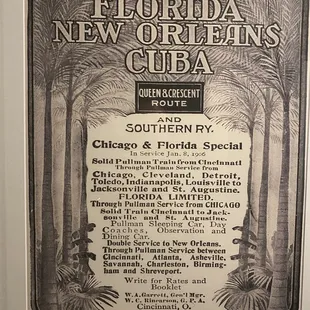 FLORIDA
NEW ORLEANS
CUBA
QUEEN & CRESCENT
ROUTE
AND
SOUTHERN RY.
Chicago & Florida Special
In Service Jan. 8, 1906
Solid Pullman Train from Cincinnati
Through Pullman Service from
Chicago, Cleveland, Detroit,
Toledo, Indianapolis, Louisville to
Jacksonville and St. Augustine.
FLORIDA LIMITED.
Through Pullman Service from CHICAGO
Solid Train Cincinnati to Jack-
sonville and St. Augustine.
Pullman Sleeping Car, Day
Coaches, Observation and
Dining Car.
Double Service to New Orleans.
Through Pullman Service between
Cincinnati, Atlanta, Asheville,
Savannah, Charleston, Birming-
ham and Shreveport.
Write for Rates and
Booklet
W. A. Garrett, Gen'l Mgr.
W. C. Rinearson, G. P. A.
Cincinnati, O.